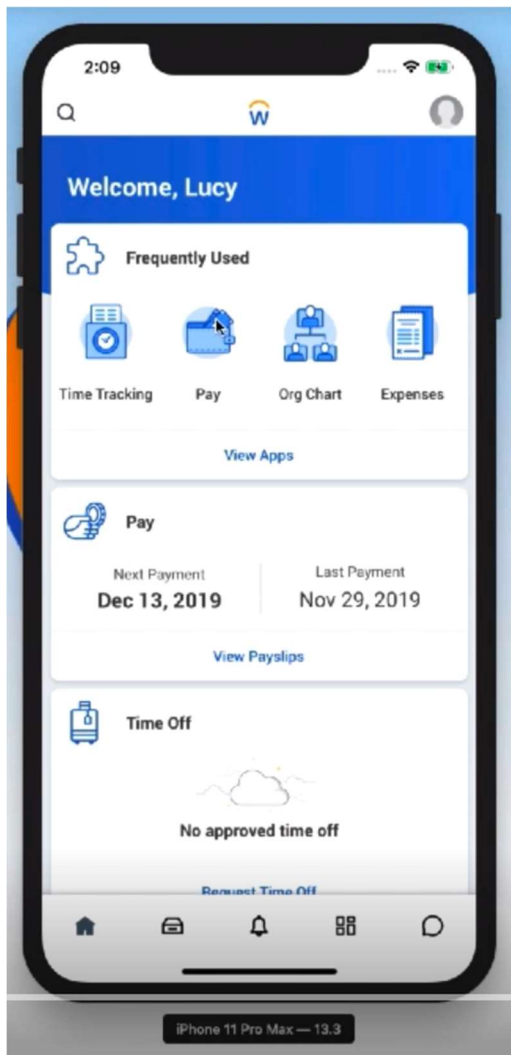 2:09
W
Welcome, Lucy
Frequently Used
Time Tracking Pay Org Chart Expenses
View Apps
Pay
Next Payment Last Payment
Dec 13, 2019 Nov 29, 2019
View Payslips
Time Off
No approved time off
Request Time Off
iPhone 11 Pro Max — 13.3